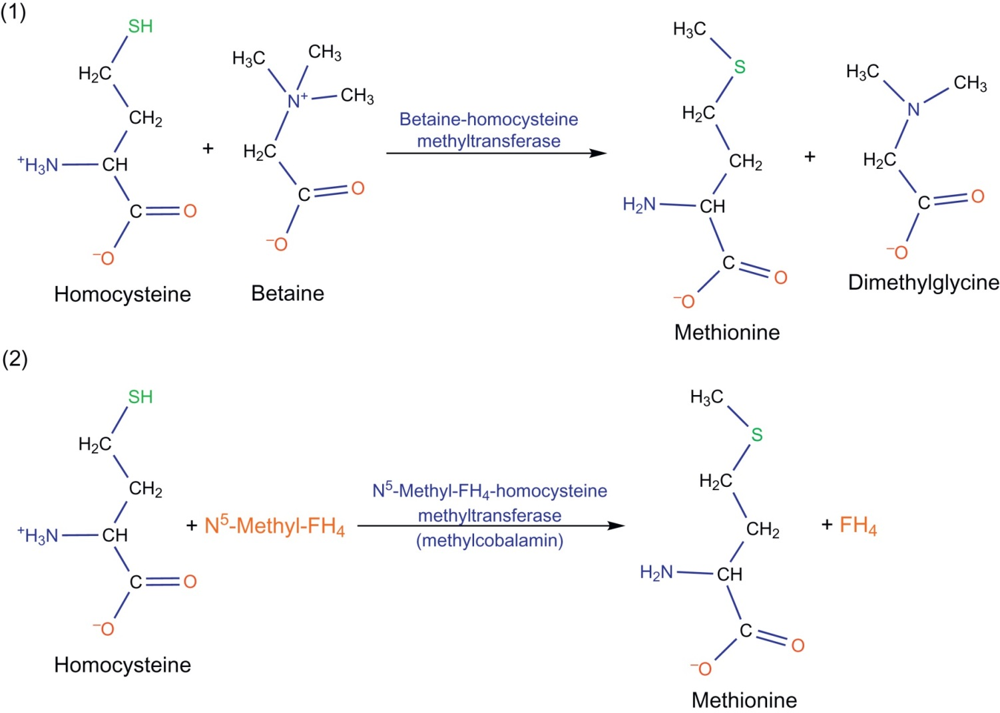 (1)
SH
H₂C
CH₂
⁺H₃N
CH
C
O
⁻O
Homocysteine
+
H₃C
CH₃
N⁺
CH₃
H₂C
C
O
⁻O
Betaine
Betaine-homocysteine
methyltransferase
H₃C
S
H₂C
CH₂
H₂N
CH
C
O
⁻O
Methionine
+
H₃C
CH₃
N
H₂C
C
O
⁻O
Dimethylglycine
(2)
SH
H₂C
CH₂
⁺H₃N
CH
C
O
⁻O
Homocysteine
+ N⁵-Methyl-FH₄
N⁵-Methyl-FH₄-homocysteine
methyltransferase
(methylcobalamin)
H₃C
S
H₂C
CH₂
H₂N
CH
C
O
⁻O
Methionine
+ FH₄